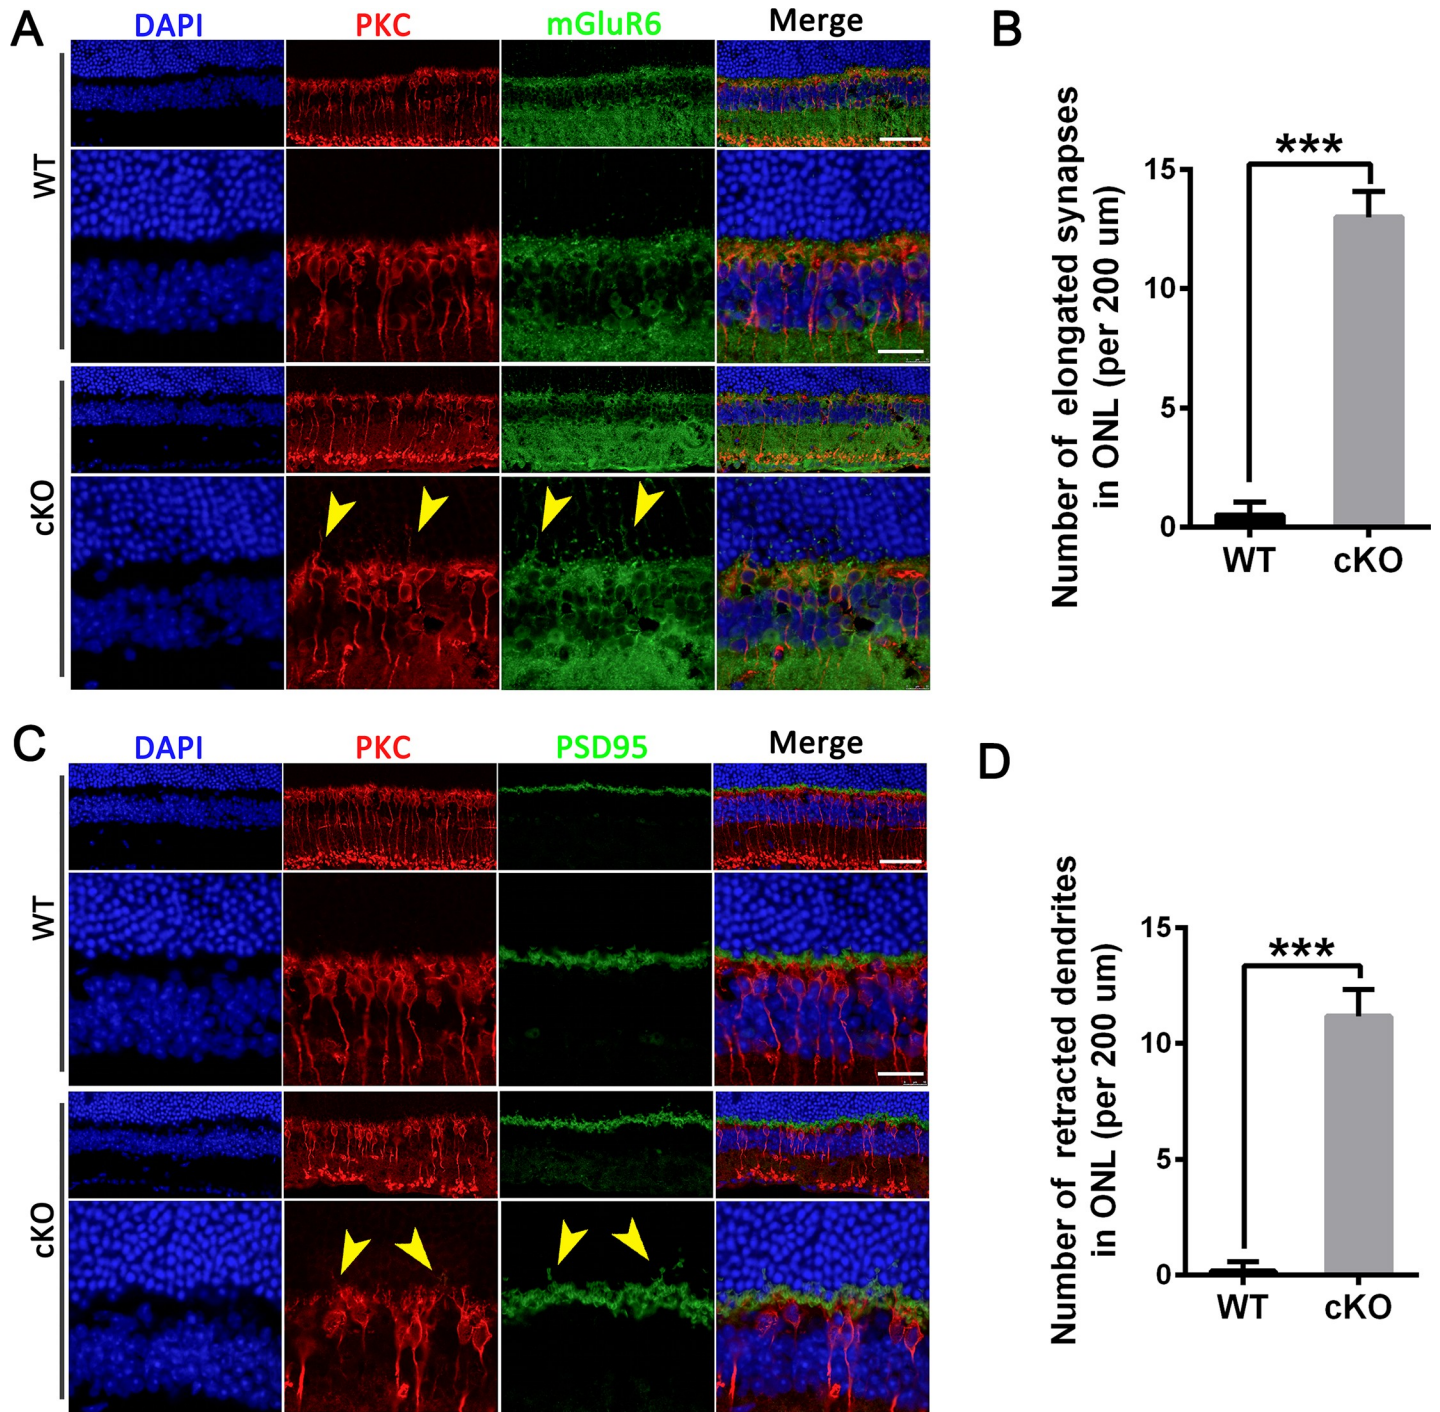 A
DAPI
PKC
mGluR6
Merge
WT
cKO
B
Number of elongated synapses
in ONL (per 200 um)
***
15
10
5
0
WT
cKO
C
DAPI
PKC
PSD95
Merge
WT
cKO
D
Number of retracted dendrites
in ONL (per 200 um)
***
15
10
5
0
WT
cKO